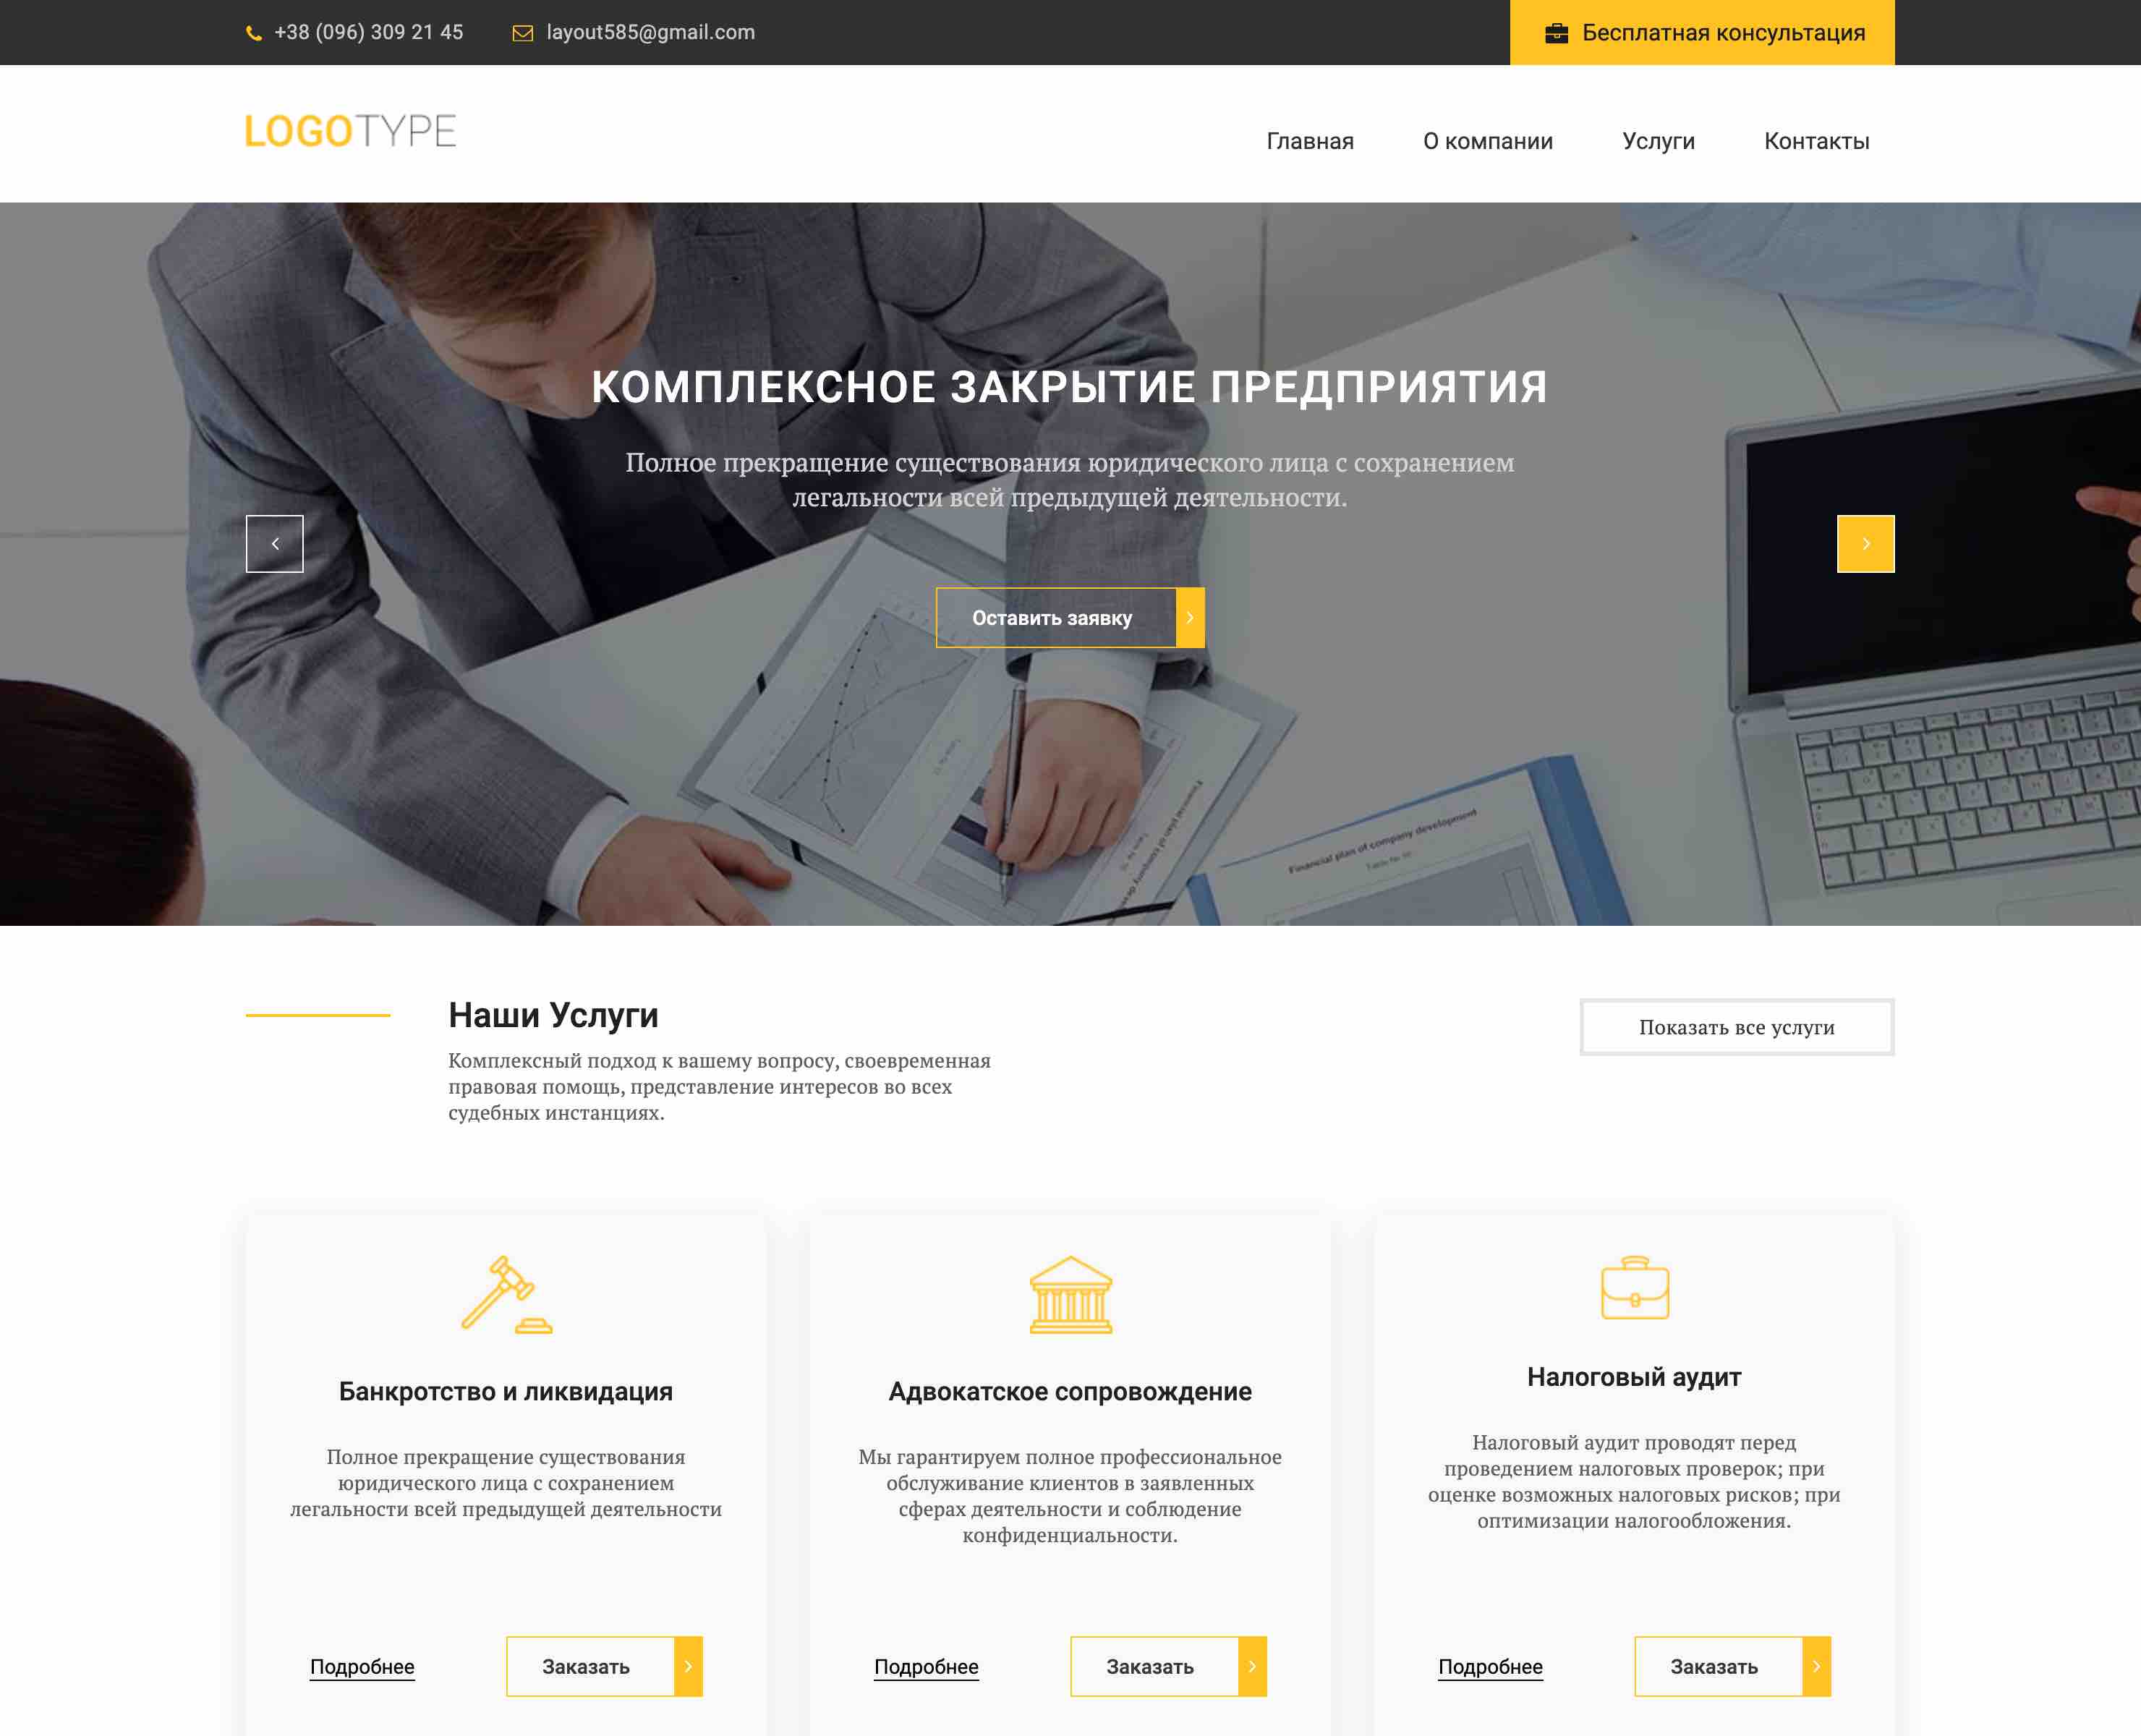 +38 (096) 309 21 45
layout585@gmail.com
Бесплатная консультация
LOGOTYPE
Главная
О компании
Услуги
Контакты
КОМПЛЕКСНОЕ ЗАКРЫТИЕ ПРЕДПРИЯТИЯ
Полное прекращение существования юридического лица с сохранением
легальности всей предыдущей деятельности.
Оставить заявку
Financial plan of company development
Наши Услуги
Показать все услуги
Комплексный подход к вашему вопросу, своевременная
правовая помощь, представление интересов во всех
судебных инстанциях.
Банкротство и ликвидация
Полное прекращение существования
юридического лица с сохранением
легальности всей предыдущей деятельности
Подробнее
Заказать
Адвокатское сопровождение
Мы гарантируем полное профессиональное
обслуживание клиентов в заявленных
сферах деятельности и соблюдение
конфиденциальности.
Подробнее
Заказать
Налоговый аудит
Налоговый аудит проводят перед
проведением налоговых проверок; при
оценке возможных налоговых рисков; при
оптимизации налогообложения.
Подробнее
Заказать